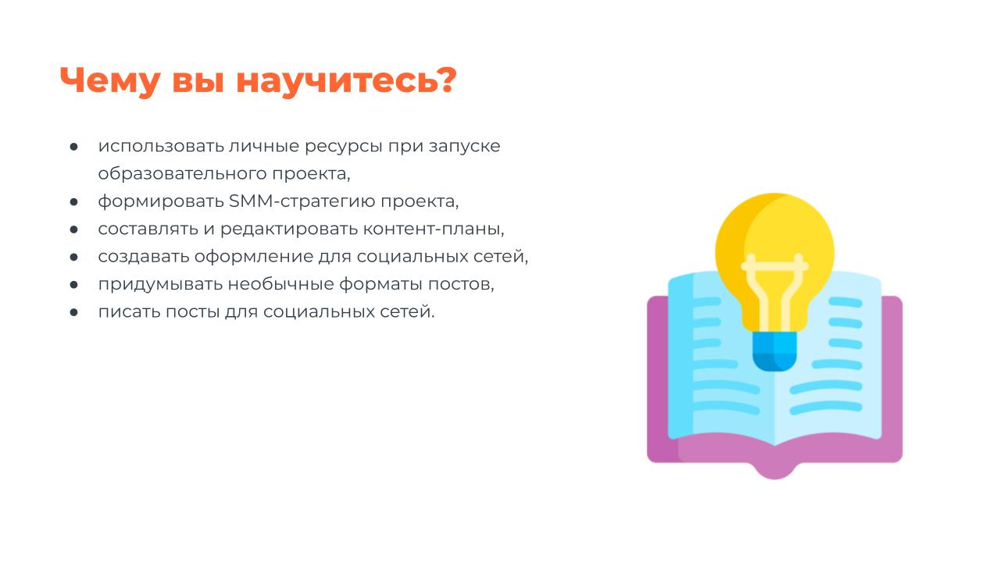 Чему вы научитесь?
● использовать личные ресурсы при запуске
образовательного проекта,
● формировать SMM-стратегию проекта,
● составлять и редактировать контент-планы,
● создавать оформление для социальных сетей,
● придумывать необычные форматы постов,
● писать посты для социальных сетей.